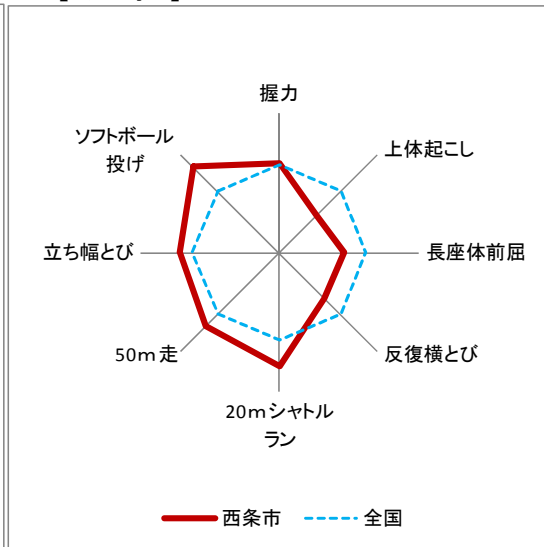 握力
上体起こし
長座体前屈
反復横とび
20mシャトル
ラン
50m走
立ち幅とび
ソフトボール
投げ
西条市
全国